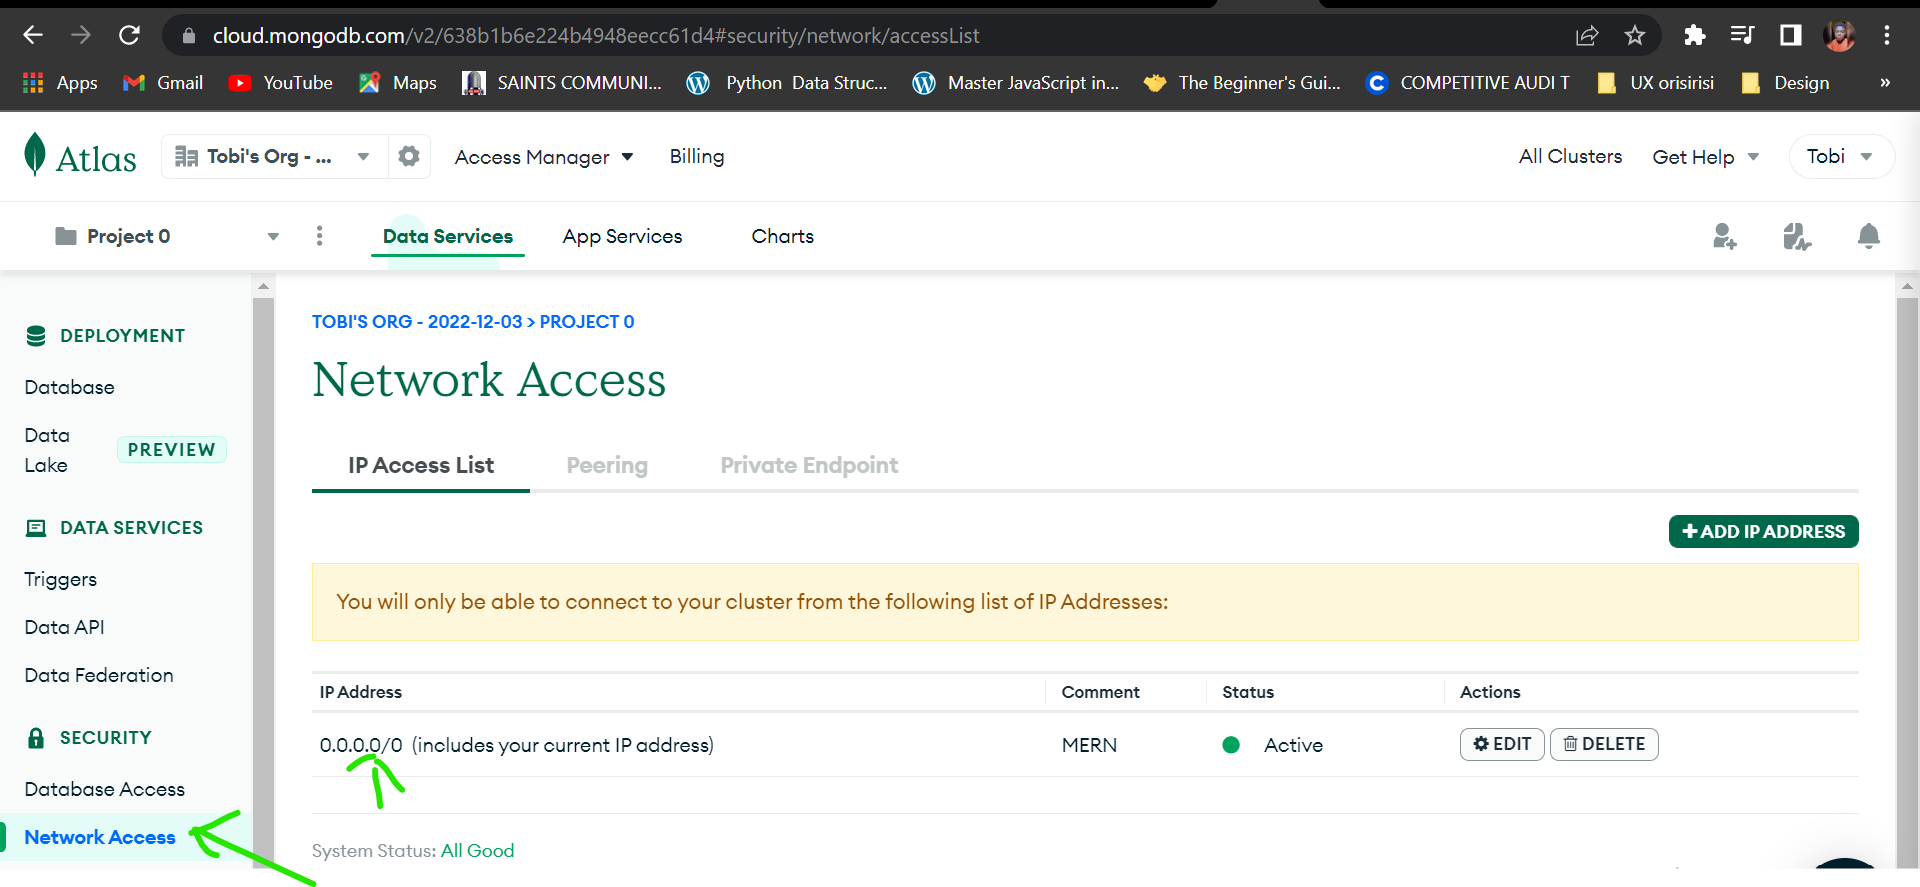 cloud.mongodb.com/v2/638b1b6e224b4948eecc61d4#security/network/accessList
Apps Gmail YouTube Maps SAINTS COMMUNI... Python Data Struc... Master JavaScript in... The Beginner's Gui... COMPETITIVE AUDI T UX orisirisi Design »
Atlas Tobi's Org - ... Access Manager Billing All Clusters Get Help Tobi
Project 0 Data Services App Services Charts
DEPLOYMENT
Database
Data Lake PREVIEW
DATA SERVICES
Triggers
Data API
Data Federation
SECURITY
Database Access
Network Access
TOBI'S ORG - 2022-12-03 > PROJECT 0
Network Access
IP Access List Peering Private Endpoint
+ ADD IP ADDRESS
You will only be able to connect to your cluster from the following list of IP Addresses:
IP Address Comment Status Actions
0.0.0.0/0 (includes your current IP address) MERN Active EDIT DELETE
System Status: All Good